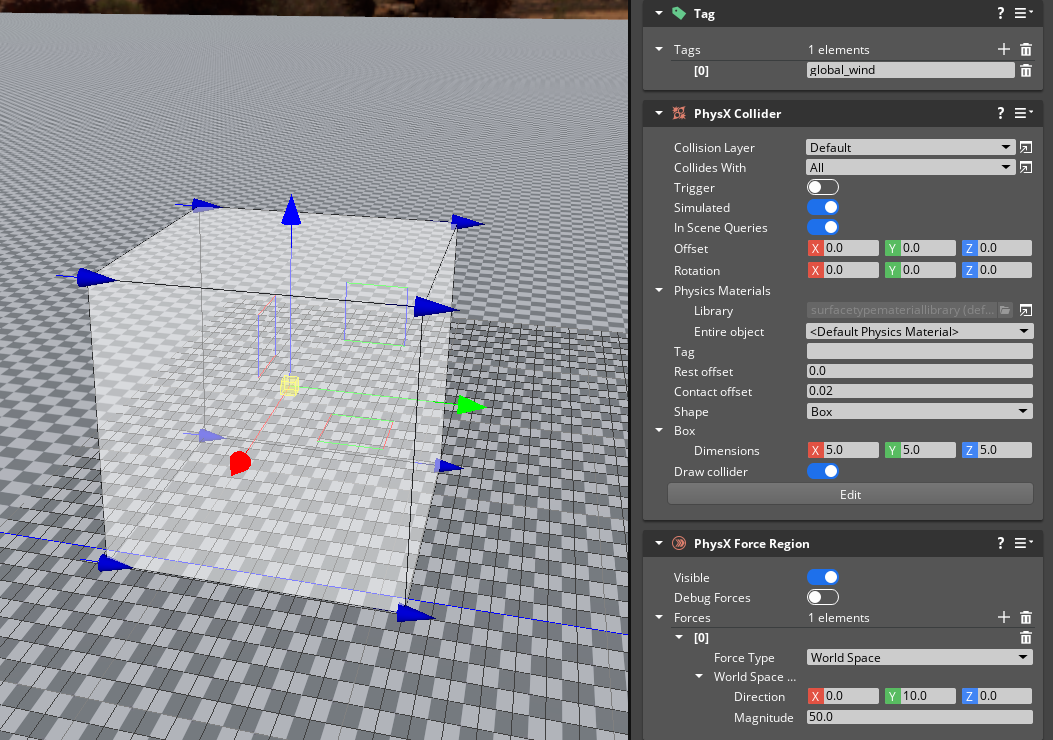 Tag ?
Tags 1 elements
[0] global_wind
PhysX Collider ?
Collision Layer Default
Collides With All
Trigger
Simulated
In Scene Queries
Offset X 0.0 Y 0.0 Z 0.0
Rotation X 0.0 Y 0.0 Z 0.0
Physics Materials
Library surfacetypemateriallibrary (def...
Entire object <Default Physics Material>
Tag
Rest offset 0.0
Contact offset 0.02
Shape Box
Box
Dimensions X 5.0 Y 5.0 Z 5.0
Draw collider
Edit
PhysX Force Region ?
Visible
Debug Forces
Forces 1 elements
[0]
Force Type World Space
World Space ...
Direction X 0.0 Y 10.0 Z 0.0
Magnitude 50.0